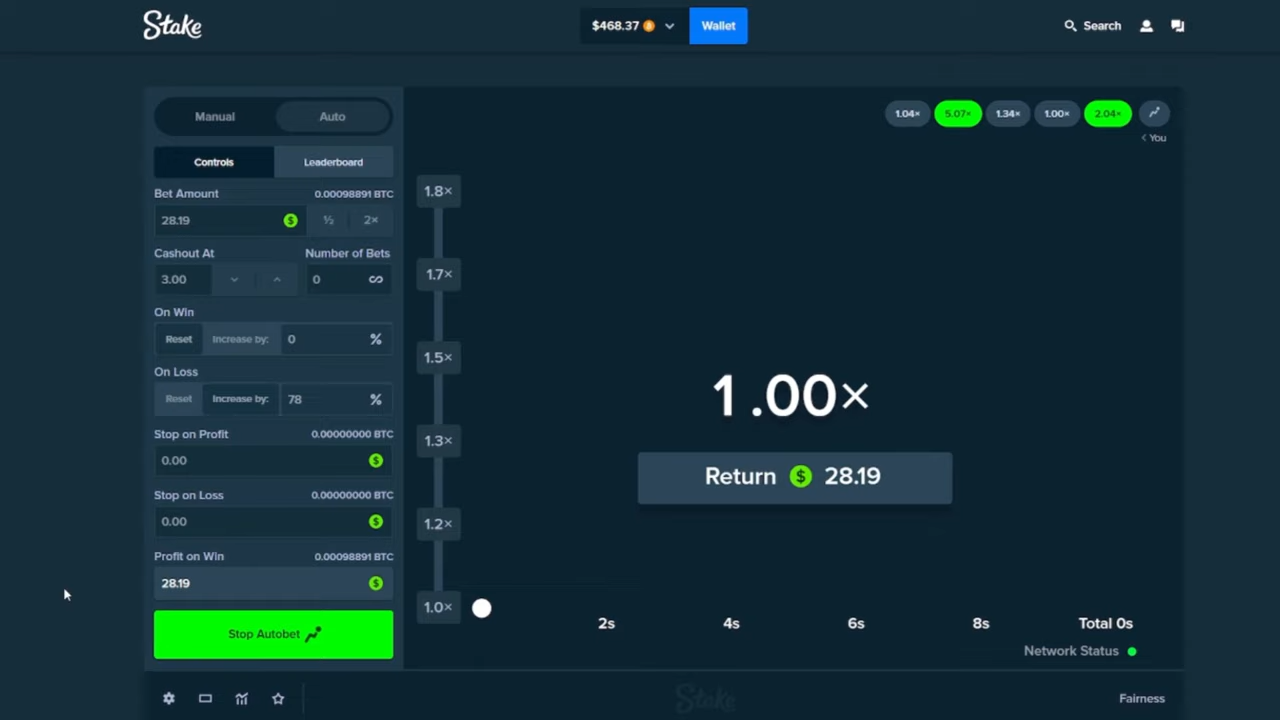 Stake
$468.37
Wallet
Search
Manual
Auto
1.04×
5.07×
1.34×
1.00×
2.04×
You
Controls
Leaderboard
Bet Amount
0.00098891 BTC
28.19
½
2×
Cashout At
Number of Bets
3.00
0
On Win
Reset
Increase by:
0
%
On Loss
Reset
Increase by:
78
%
Stop on Profit
0.00000000 BTC
0.00
Stop on Loss
0.00000000 BTC
0.00
Profit on Win
0.00098891 BTC
28.19
Stop Autobet
1.8×
1.7×
1.5×
1.3×
1.2×
1.0×
1.00×
Return $ 28.19
2s
4s
6s
8s
Total 0s
Network Status
Stake
Fairness